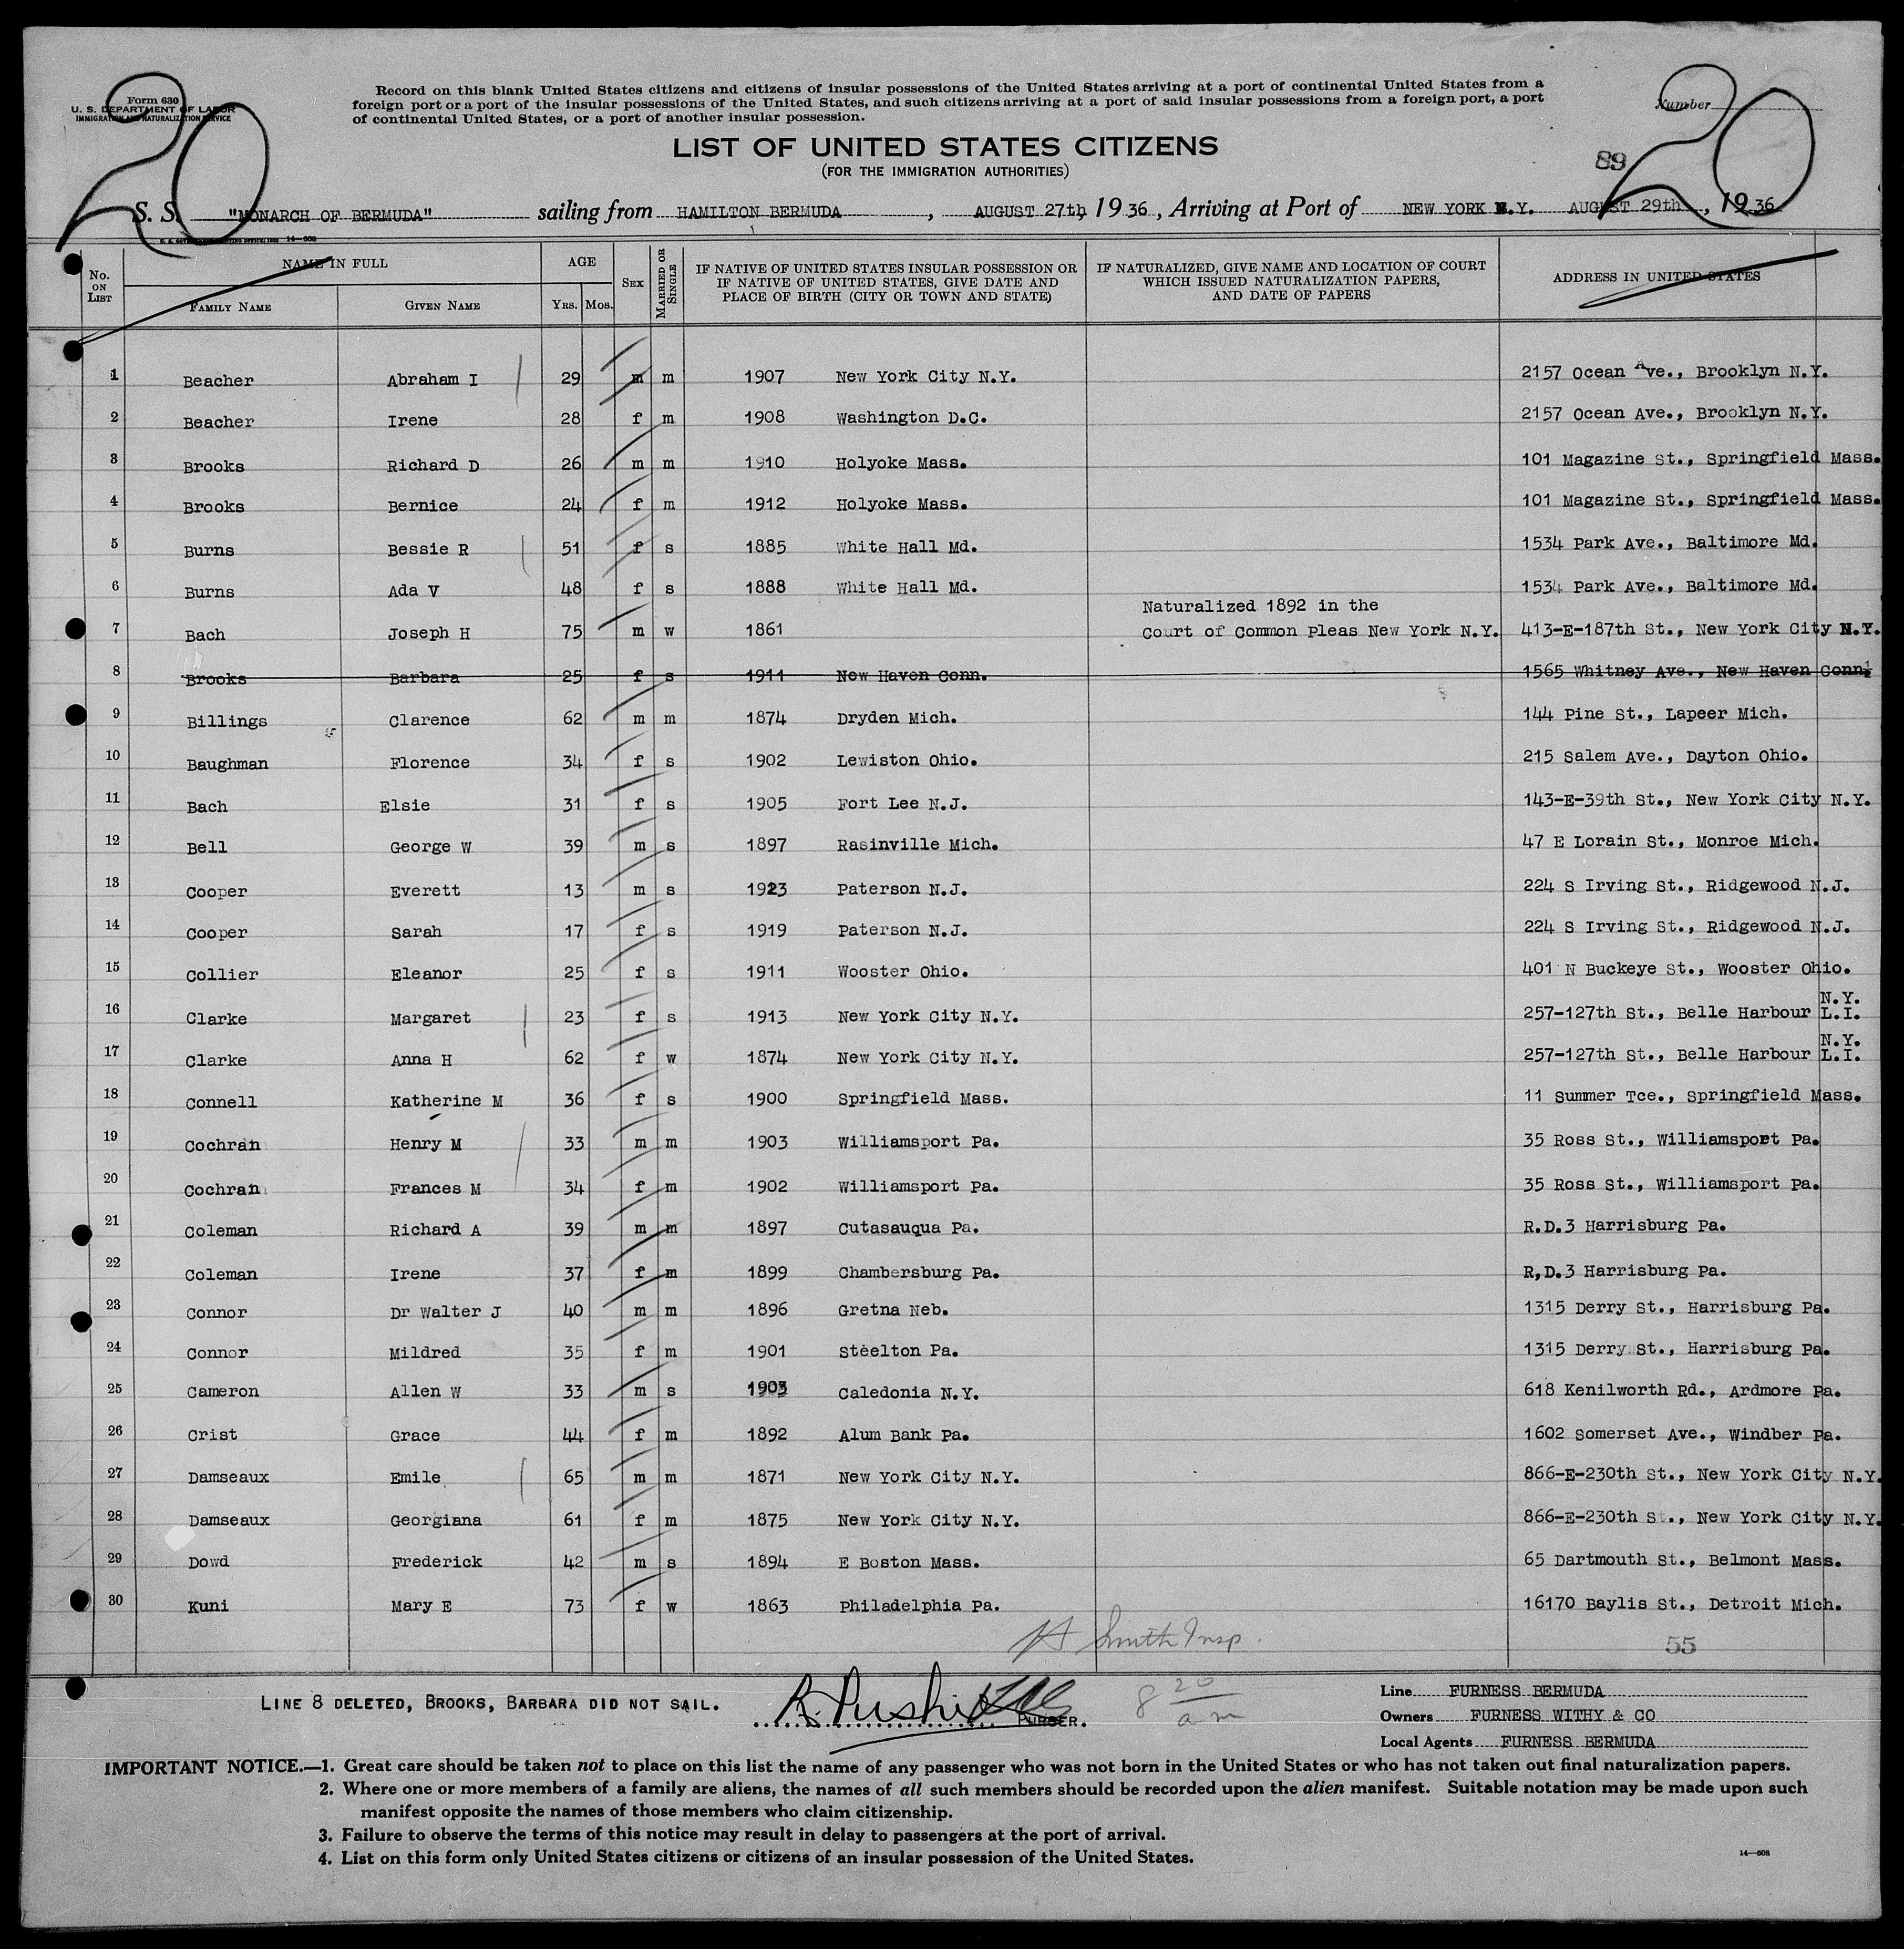 Form 630
U. S. DEPARTMENT OF LABOR
IMMIGRATION AND NATURALIZATION SERVICE
20
Record on this blank United States citizens and citizens of insular possessions of the United States arriving at a port of continental United States from a
foreign port or a port of the insular possessions of the United States, and such citizens arriving at a port of said insular possessions from a foreign port, a port
of continental United States, or a port of another insular possession.
Number
20
LIST OF UNITED STATES CITIZENS
(FOR THE IMMIGRATION AUTHORITIES)
89
S. S. "MONARCH OF BERMUDA" sailing from HAMILTON BERMUDA, AUGUST 27th, 1936, Arriving at Port of NEW YORK N.Y. AUGUST 29th, 1936
14—608
No. ON LIST
NAME IN FULL
FAMILY NAME GIVEN NAME
AGE
YRS. MOS.
SEX
MARRIED OR SINGLE
IF NATIVE OF UNITED STATES INSULAR POSSESSION OR
IF NATIVE OF UNITED STATES, GIVE DATE AND
PLACE OF BIRTH (CITY OR TOWN AND STATE)
IF NATURALIZED, GIVE NAME AND LOCATION OF COURT
WHICH ISSUED NATURALIZATION PAPERS,
AND DATE OF PAPERS
ADDRESS IN UNITED STATES
1 Beacher Abraham I 29 m m 1907 New York City N.Y. 2157 Ocean Ave., Brooklyn N.Y.
2 Beacher Irene 28 f m 1908 Washington D.C. 2157 Ocean Ave., Brooklyn N.Y.
3 Brooks Richard D 26 m m 1910 Holyoke Mass. 101 Magazine St., Springfield Mass.
4 Brooks Bernice 24 f m 1912 Holyoke Mass. 101 Magazine St., Springfield Mass.
5 Burns Bessie R 51 f s 1885 White Hall Md. 1534 Park Ave., Baltimore Md.
6 Burns Ada V 48 f s 1888 White Hall Md. 1534 Park Ave., Baltimore Md.
Naturalized 1892 in the
7 Bach Joseph H 75 m w 1861 Court of Common Pleas New York N.Y. 413-E-187th St., New York City N.Y.
8 Brooks Barbara 25 f s 1911 New Haven Conn. 1565 Whitney Ave., New Haven Conn.
9 Billings Clarence 62 m m 1874 Dryden Mich. 144 Pine St., Lapeer Mich.
10 Baughman Florence 34 f s 1902 Lewiston Ohio. 215 Salem Ave., Dayton Ohio.
11 Bach Elsie 31 f s 1905 Fort Lee N.J. 143-E-39th St., New York City N.Y.
12 Bell George W 39 m s 1897 Rasinville Mich. 47 E Lorain St., Monroe Mich.
13 Cooper Everett 13 m s 1923 Paterson N.J. 224 S Irving St., Ridgewood N.J.
14 Cooper Sarah 17 f s 1919 Paterson N.J. 224 S Irving St., Ridgewood N.J.
15 Collier Eleanor 25 f s 1911 Wooster Ohio. 401 N Buckeye St., Wooster Ohio.
16 Clarke Margaret 23 f s 1913 New York City N.Y. 257-127th St., Belle Harbour L.I. N.Y.
17 Clarke Anna H 62 f w 1874 New York City N.Y. 257-127th St., Belle Harbour L.I. N.Y.
18 Connell Katherine M 36 f s 1900 Springfield Mass. 11 Summer Tce., Springfield Mass.
19 Cochran Henry M 33 m m 1903 Williamsport Pa. 35 Ross St., Williamsport Pa.
20 Cochran Frances M 34 f m 1902 Williamsport Pa. 35 Ross St., Williamsport Pa.
21 Coleman Richard A 39 m m 1897 Cutasauqua Pa. R.D.3 Harrisburg Pa.
22 Coleman Irene 37 f m 1899 Chambersburg Pa. R,D.3 Harrisburg Pa.
23 Connor Dr Walter J 40 m m 1896 Gretna Neb. 1315 Derry St., Harrisburg Pa.
24 Connor Mildred 35 f m 1901 Steelton Pa. 1315 Derry St., Harrisburg Pa.
25 Cameron Allen W 33 m s 1903 Caledonia N.Y. 618 Kenilworth Rd., Ardmore Pa.
26 Crist Grace 44 f m 1892 Alum Bank Pa. 1602 Somerset Ave., Windber Pa.
27 Damseaux Emile 65 m m 1871 New York City N.Y. 866-E-230th St., New York City N.Y.
28 Damseaux Georgiana 61 f m 1875 New York City N.Y. 866-E-230th St., New York City N.Y.
29 Dowd Frederick 42 m s 1894 E Boston Mass. 65 Dartmouth St., Belmont Mass.
30 Kuni Mary E 73 f w 1863 Philadelphia Pa. 16170 Baylis St., Detroit Mich.
Smith Insp.
55
LINE 8 DELETED, BROOKS, BARBARA DID NOT SAIL.
PURSER.
8 20 am
Line FURNESS BERMUDA
Owners FURNESS WITHY & CO
Local Agents FURNESS BERMUDA
IMPORTANT NOTICE.—1. Great care should be taken not to place on this list the name of any passenger who was not born in the United States or who has not taken out final naturalization papers.
2. Where one or more members of a family are aliens, the names of all such members should be recorded upon the alien manifest. Suitable notation may be made upon such
manifest opposite the names of those members who claim citizenship.
3. Failure to observe the terms of this notice may result in delay to passengers at the port of arrival.
4. List on this form only United States citizens or citizens of an insular possession of the United States.
14—608